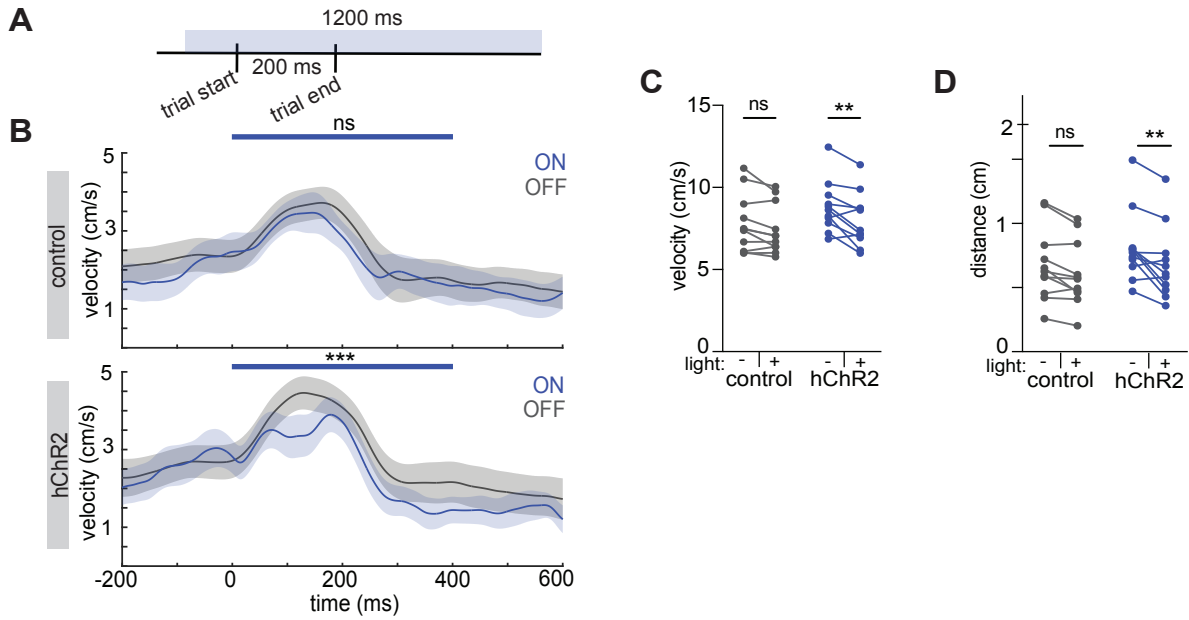 A
1200 ms
200 ms
trial start
trial end
B
ns
5
3
1
velocity (cm/s)
control
ON
OFF
***
5
3
1
velocity (cm/s)
hChR2
ON
OFF
-200
0
200
400
600
time (ms)
C
15
10
5
0
velocity (cm/s)
ns
**
light: - + - +
control hChR2
D
2
1
0
distance (cm)
ns
**
light: - + - +
control hChR2